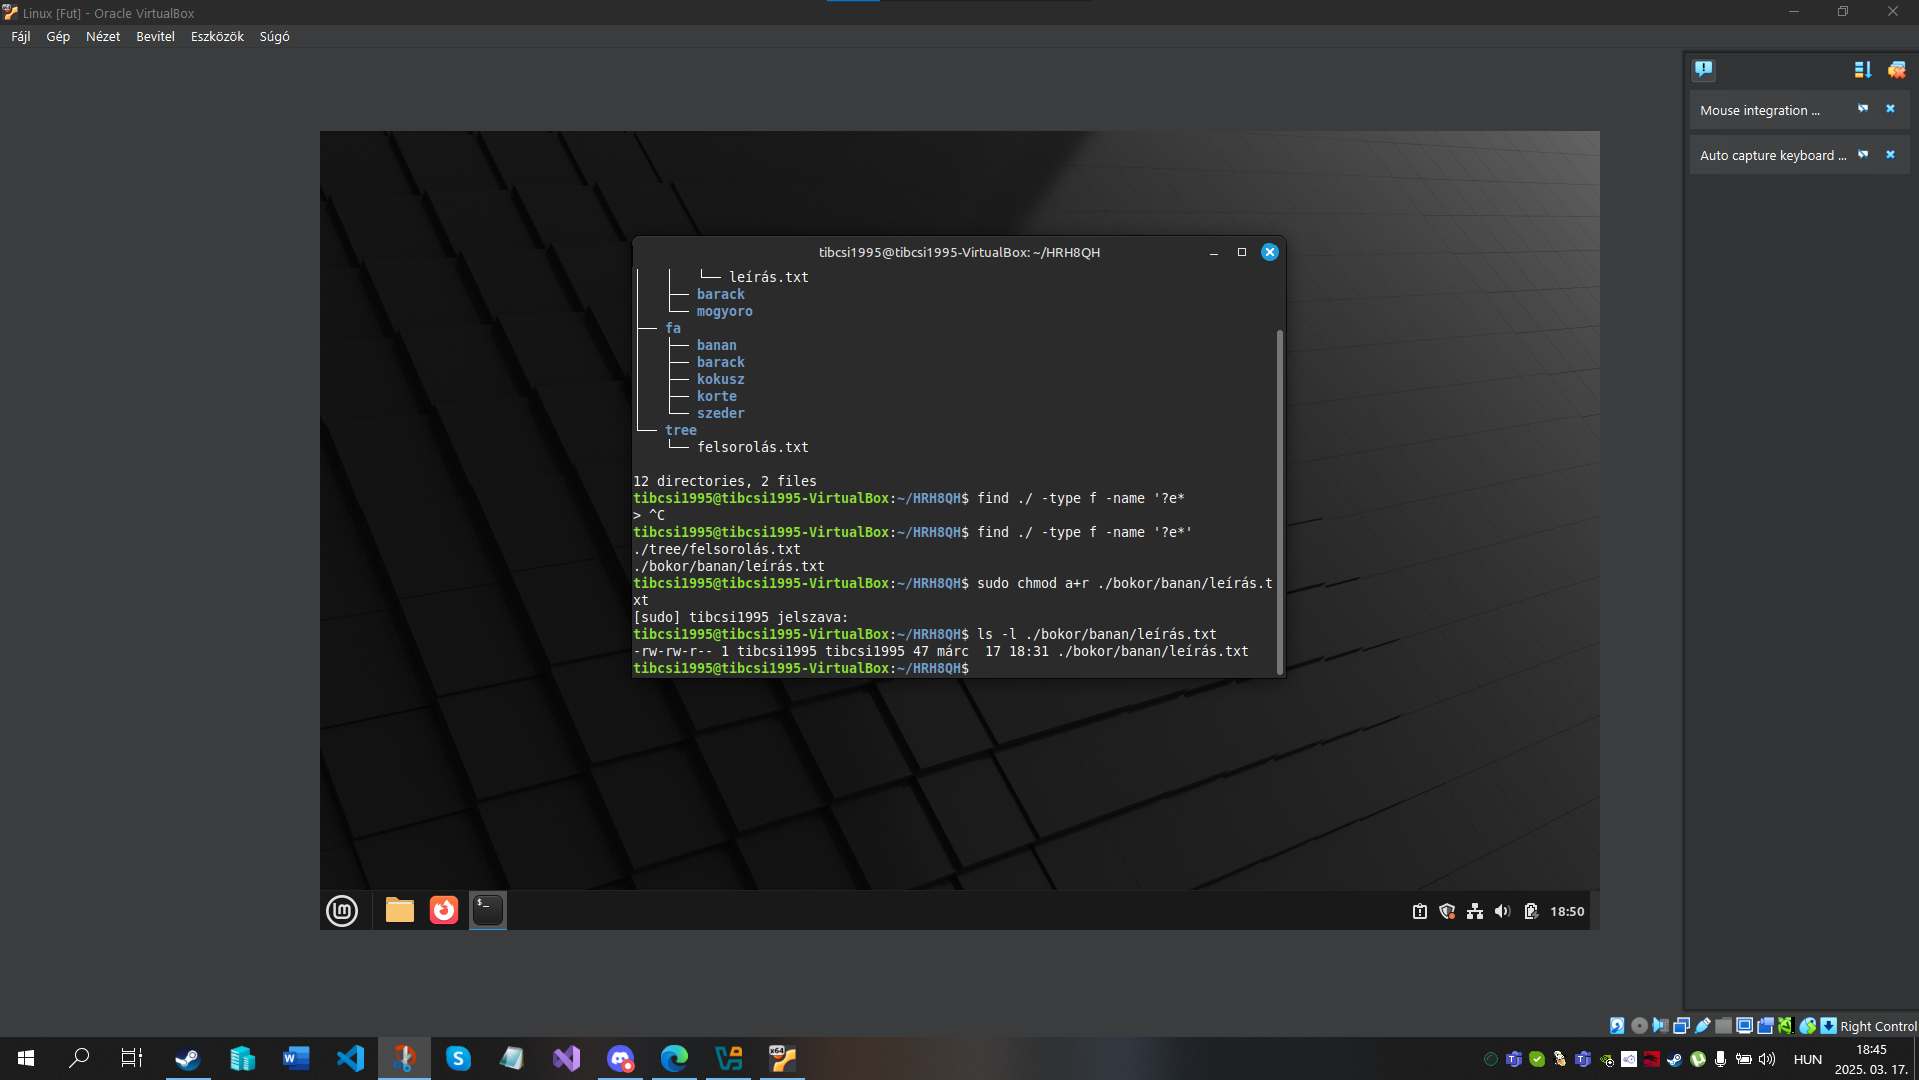 Linux [Fut] - Oracle VirtualBox
Fájl Gép Nézet Bevitel Eszközök Súgó
Mouse integration ...
Auto capture keyboard ...
tibcsi1995@tibcsi1995-VirtualBox: ~/HRH8QH
│   │   └── leírás.txt
│   ├── barack
│   └── mogyoro
├── fa
│   ├── banan
│   ├── barack
│   ├── kokusz
│   ├── korte
│   └── szeder
└── tree
    └── felsorolás.txt
12 directories, 2 files
tibcsi1995@tibcsi1995-VirtualBox:~/HRH8QH$ find ./ -type f -name '?e*
> ^C
tibcsi1995@tibcsi1995-VirtualBox:~/HRH8QH$ find ./ -type f -name '?e*'
./tree/felsorolás.txt
./bokor/banan/leírás.txt
tibcsi1995@tibcsi1995-VirtualBox:~/HRH8QH$ sudo chmod a+r ./bokor/banan/leírás.t
xt
[sudo] tibcsi1995 jelszava:
tibcsi1995@tibcsi1995-VirtualBox:~/HRH8QH$ ls -l ./bokor/banan/leírás.txt
-rw-rw-r-- 1 tibcsi1995 tibcsi1995 47 márc  17 18:31 ./bokor/banan/leírás.txt
tibcsi1995@tibcsi1995-VirtualBox:~/HRH8QH$
18:50
Right Control
HUN
18:45
2025. 03. 17.